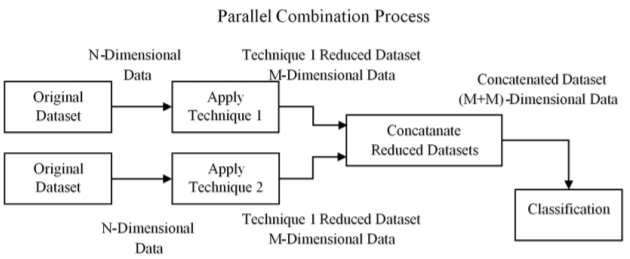 Parallel Combination Process
N-Dimensional
Data
Technique 1 Reduced Dataset
M-Dimensional Data
Concatenated Dataset
(M+M)-Dimensional Data
Original
Dataset
Apply
Technique 1
Concatanate
Reduced Datasets
Original
Dataset
Apply
Technique 2
Classification
N-Dimensional
Data
Technique 1 Reduced Dataset
M-Dimensional Data